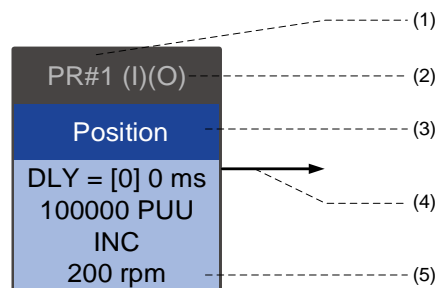 (1)
PR#1 (I)(O)
(2)
Position
(3)
DLY = [0] 0 ms
100000 PUU
(4)
INC
200 rpm
(5)